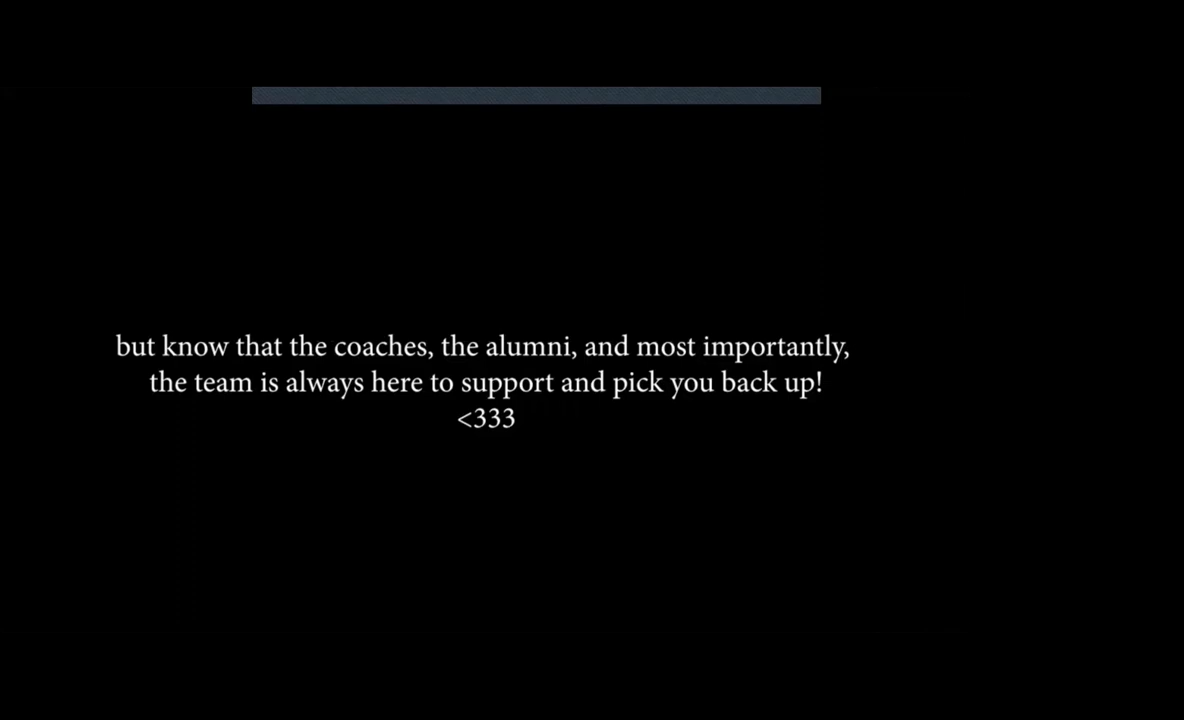 but know that the coaches, the alumni, and most importantly,
the team is always here to support and pick you back up!
<333